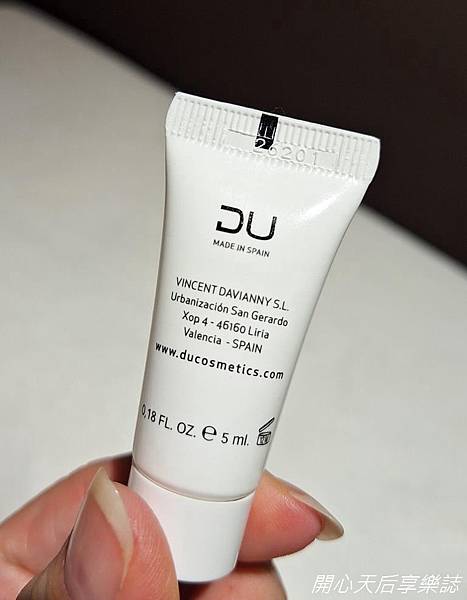 26201
DU
MADE IN SPAIN
VINCENT DAVIANNY S.L.
Urbanización San Gerardo
Xop 4 - 46160 Liria
Valencia - SPAIN
www.ducosmetics.com
0,18 FL. OZ. ℮ 5 ml.
開心天后享樂誌